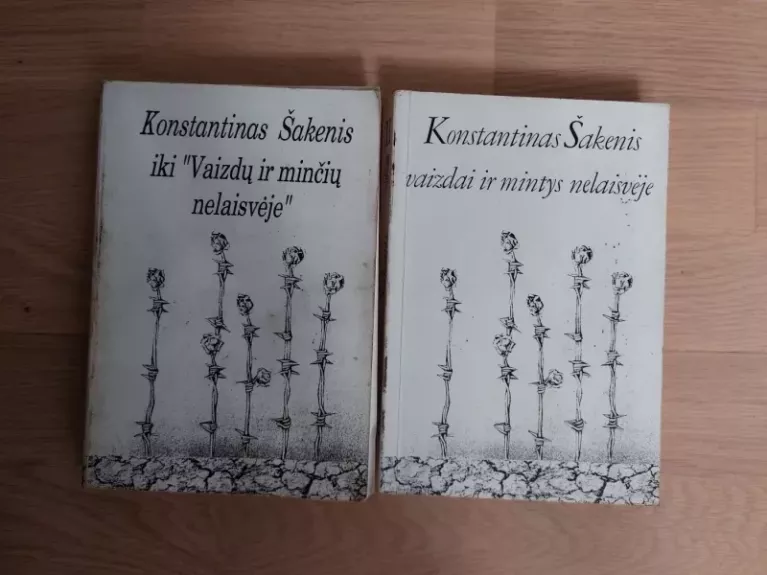 Konstantinas Šakenis
iki "Vaizdų ir minčių
nelaisvėje"
Konstantinas Šakenis
vaizdai ir mintys nelaisvėje